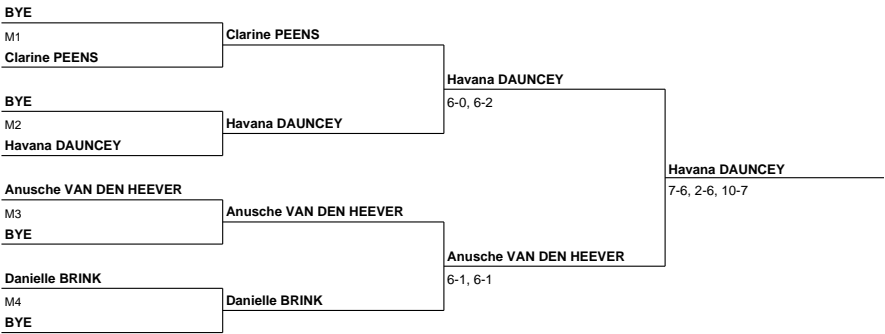 BYE
M1
Clarine PEENS
BYE
M2
Havana DAUNCEY
Anusche VAN DEN HEEVER
M3
BYE
Danielle BRINK
M4
BYE
Clarine PEENS
Havana DAUNCEY
Anusche VAN DEN HEEVER
Danielle BRINK
Havana DAUNCEY
6-0, 6-2
Anusche VAN DEN HEEVER
6-1, 6-1
Havana DAUNCEY
7-6, 2-6, 10-7